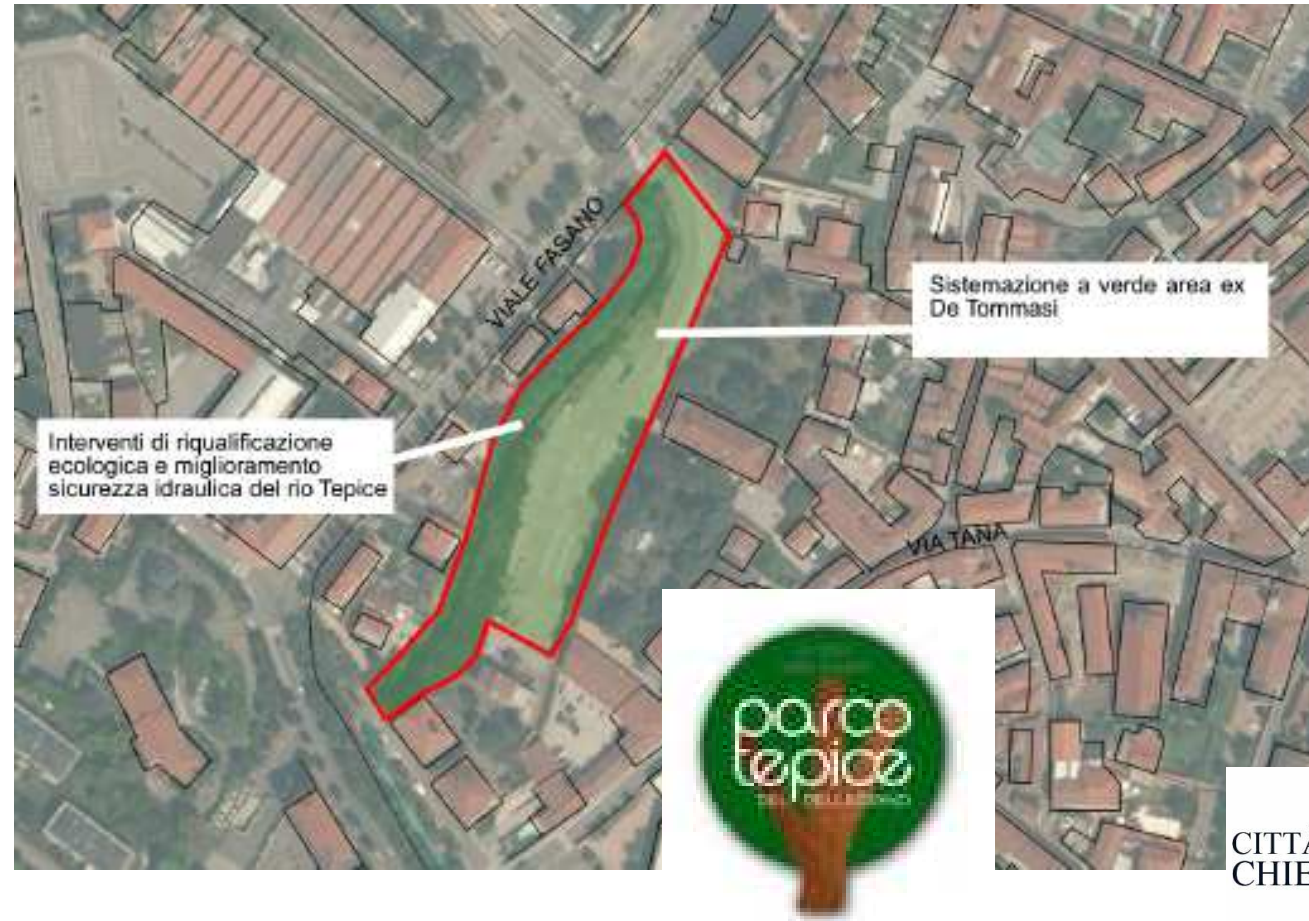 VIALE FASANO
Sistemazione a verde area ex
De Tommasi
Interventi di riqualificazione
ecologica e miglioramento
sicurezza idraulica del rio Tepice
VIA TANA
parco
tepice
CITTA
CHIE